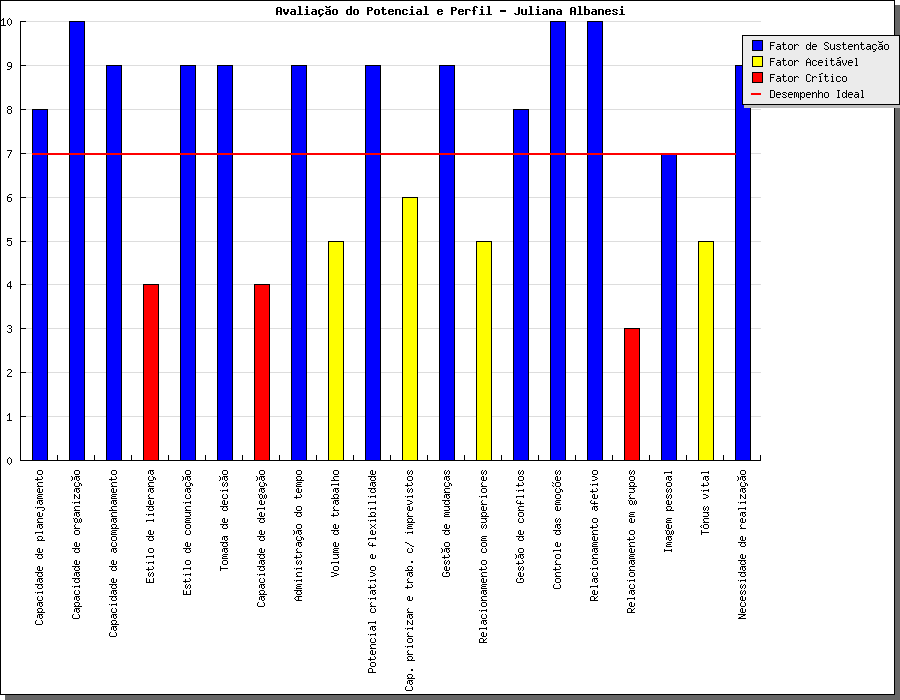 Avaliação do Potencial e Perfil - Juliana Albanesi
Fator de Sustentação
Fator Aceitável
Fator Crítico
Desempenho Ideal
10
9
8
7
6
5
4
3
2
1
0
Capacidade de planejamento
Capacidade de organização
Capacidade de acompanhamento
Estilo de liderança
Estilo de comunicação
Tomada de decisão
Capacidade de delegação
Administração do tempo
Volume de trabalho
Potencial criativo e flexibilidade
Cap. priorizar e trab. c/ imprevistos
Gestão de mudanças
Relacionamento com superiores
Gestão de conflitos
Controle das emoções
Relacionamento afetivo
Relacionamento em grupos
Imagem pessoal
Tônus vital
Necessidade de realização